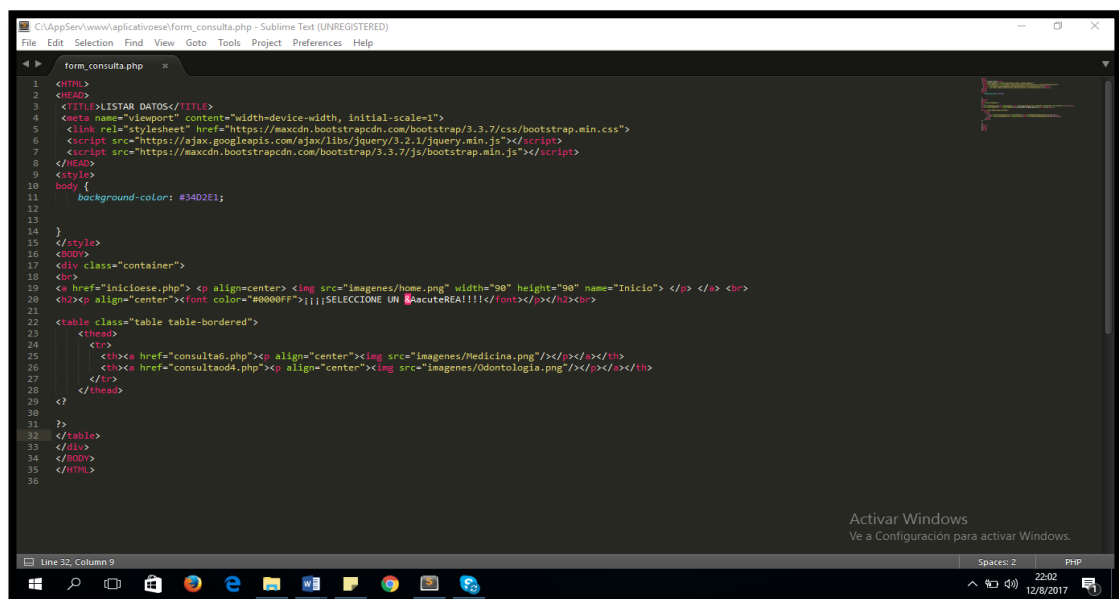 C:\AppServ\www\aplicativoese\form_consulta.php - Sublime Text (UNREGISTERED)
File Edit Selection Find View Goto Tools Project Preferences Help
form_consulta.php ×
1 <HTML>
2 <HEAD>
3 <TITLE>LISTAR DATOS</TITLE>
4 <meta name="viewport" content="width=device-width, initial-scale=1">
5 <link rel="stylesheet" href="https://maxcdn.bootstrapcdn.com/bootstrap/3.3.7/css/bootstrap.min.css">
6 <script src="https://ajax.googleapis.com/ajax/libs/jquery/3.2.1/jquery.min.js"></script>
7 <script src="https://maxcdn.bootstrapcdn.com/bootstrap/3.3.7/js/bootstrap.min.js"></script>
8 </HEAD>
9 <style>
10 body {
11 background-color: #34D2E1;
12
13
14 }
15 </style>
16 <BODY>
17 <div class="container">
18 <br>
19 <a href="inicioese.php"> <p align=center> <img src="imagenes/home.png" width="90" height="90" name="Inicio"> </p> </a> <br>
20 <h2><p align="center"><font color="#0000FF">¡¡¡¡SELECCIONE UN &AacuteREA!!!!</font></p></h2><br>
21
22 <table class="table table-bordered">
23 <thead>
24 <tr>
25 <th><a href="consulta6.php"><p align="center"><img src="imagenes/Medicina.png"/></p></a></th>
26 <th><a href="consultaod4.php"><p align="center"><img src="imagenes/Odontologia.png"/></p></a></th>
27 </tr>
28 </thead>
29 <?
30
31 ?>
32 </table>
33 </div>
34 </BODY>
35 </HTML>
36
Activar Windows
Ve a Configuración para activar Windows.
Line 32, Column 9 Spaces: 2 PHP
22:02
12/8/2017